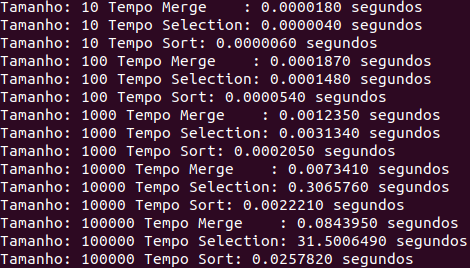 Tamanho: 10 Tempo Merge    : 0.0000180 segundos
Tamanho: 10 Tempo Selection: 0.0000040 segundos
Tamanho: 10 Tempo Sort: 0.0000060 segundos
Tamanho: 100 Tempo Merge    : 0.0001870 segundos
Tamanho: 100 Tempo Selection: 0.0001480 segundos
Tamanho: 100 Tempo Sort: 0.0000540 segundos
Tamanho: 1000 Tempo Merge    : 0.0012350 segundos
Tamanho: 1000 Tempo Selection: 0.0031340 segundos
Tamanho: 1000 Tempo Sort: 0.0002050 segundos
Tamanho: 10000 Tempo Merge    : 0.0073410 segundos
Tamanho: 10000 Tempo Selection: 0.3065760 segundos
Tamanho: 10000 Tempo Sort: 0.0022210 segundos
Tamanho: 100000 Tempo Merge    : 0.0843950 segundos
Tamanho: 100000 Tempo Selection: 31.5006490 segundos
Tamanho: 100000 Tempo Sort: 0.0257820 segundos